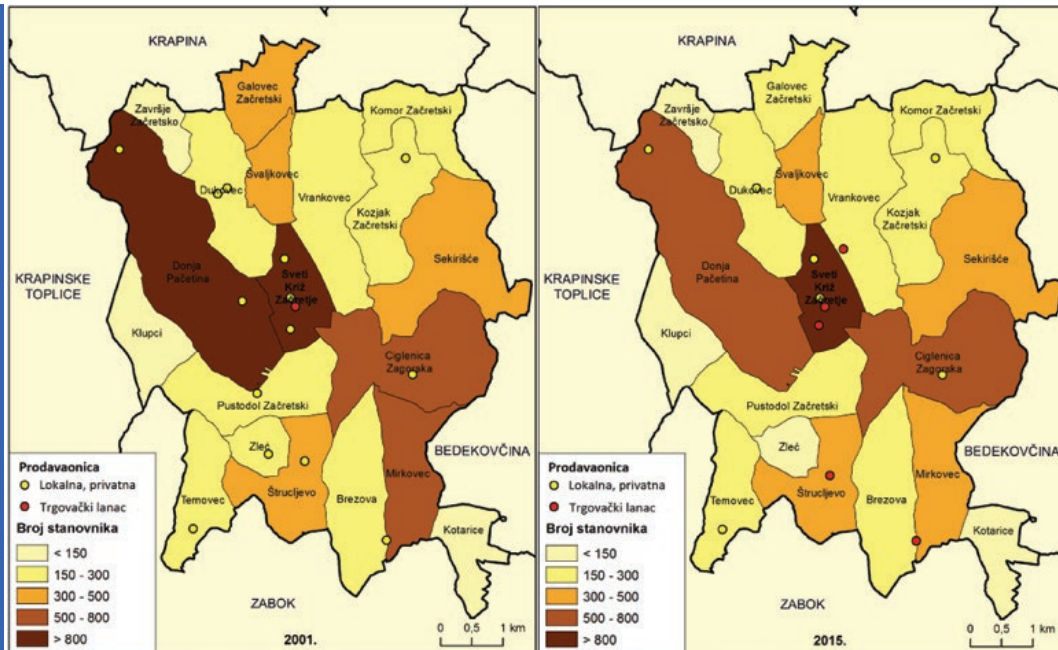 KRAPINA
Galovec
Začretski
Završje
Začretsko
Komor Začretski
Švaljkovec
Dukovec
Vrankovec
Kozjak
Začretski
Sekirišće
Donja
Pačetina
Sveti
Križ
Začretje
KRAPINSKE
TOPLICE
Klupci
Ciglenica
Zagorska
Pustodol Začretski
Zleć
BEDEKOVČINA
Mirkovec
Štrucljevo
Brezova
Temovec
Kotarice
ZABOK
Prodavaonica
Lokalna, privatna
Trgovački lanac
Broj stanovnika
< 150
150 - 300
300 - 500
500 - 800
> 800
2001.
0 0,5 1 km
KRAPINA
Galovec
Začretski
Završje
Začretsko
Komor Začretski
Švaljkovec
Dukovec
Vrankovec
Kozjak
Začretski
Sekirišće
Donja
Pačetina
Sveti
Križ
Začretje
KRAPINSKE
TOPLICE
Klupci
Ciglenica
Zagorska
Pustodol Začretski
Zleć
BEDEKOVČINA
Mirkovec
Štrucljevo
Brezova
Temovec
Kotarice
ZABOK
Prodavaonica
Lokalna, privatna
Trgovački lanac
Broj stanovnika
< 150
150 - 300
300 - 500
500 - 800
> 800
2015.
0 0,5 1 km